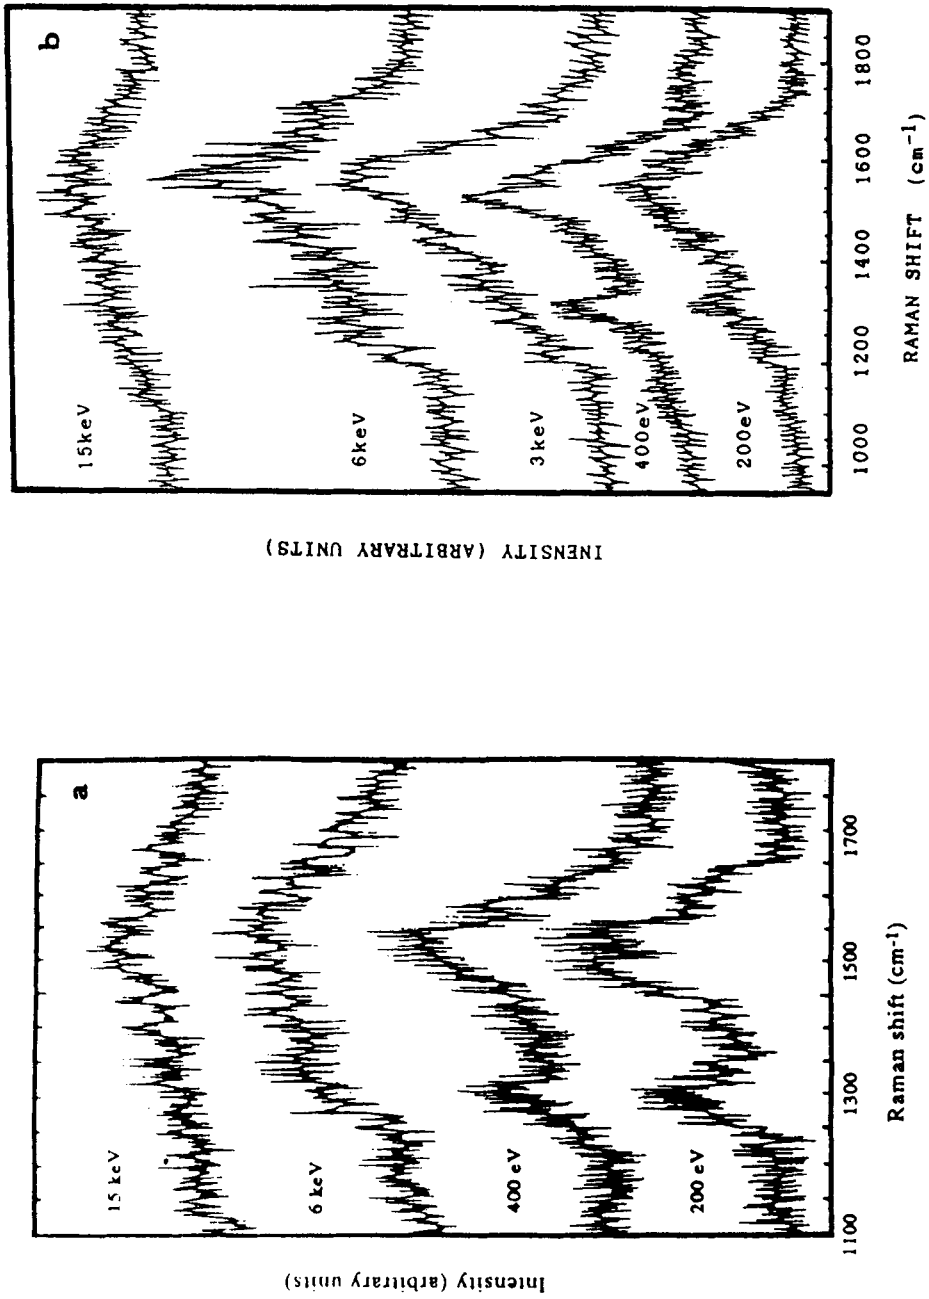 a
15 keV
6 keV
400 eV
200 eV
1100
1300
1500
1700
Raman shift (cm-1)
Intensity (arbitrary units)
b
15keV
6keV
3keV
400eV
200eV
1000
1200
1400
1600
1800
RAMAN SHIFT (cm-1)
INENSITY (ARBITRARY UNITS)